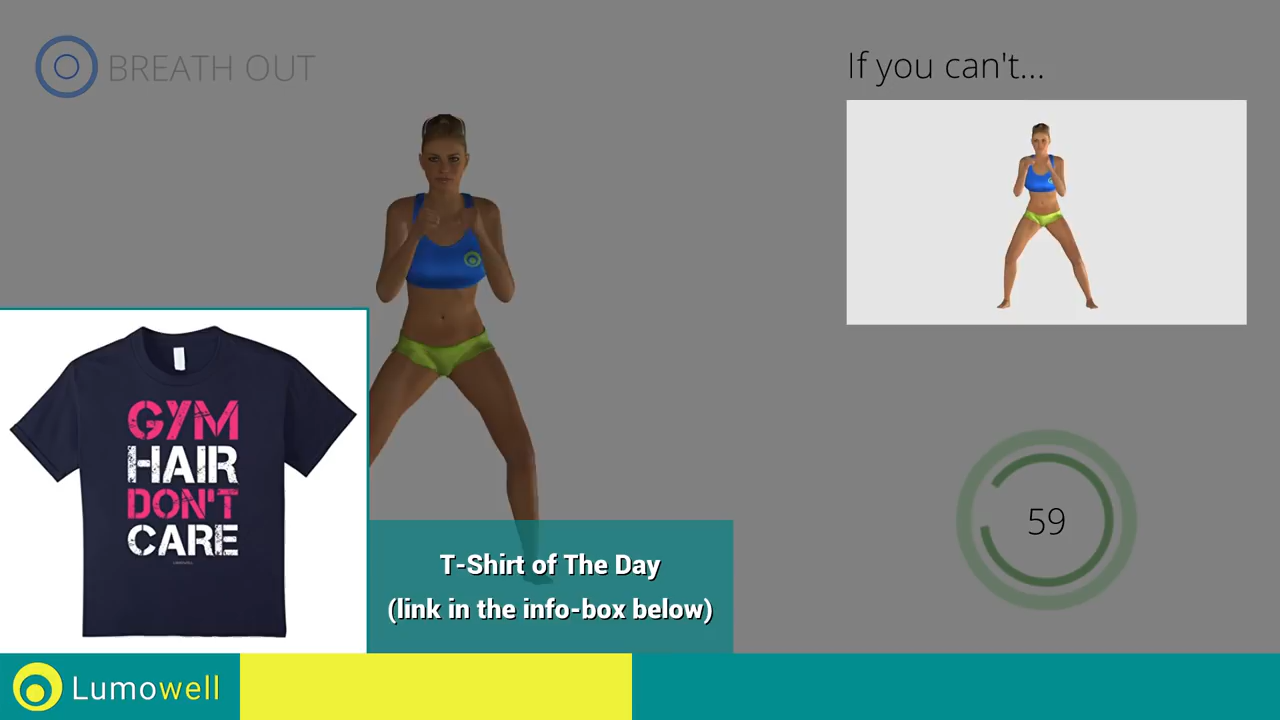 BREATH OUT
If you can't...
GYM
HAIR
DON'T
CARE
59
T-Shirt of The Day
(link in the info-box below)
Lumowell